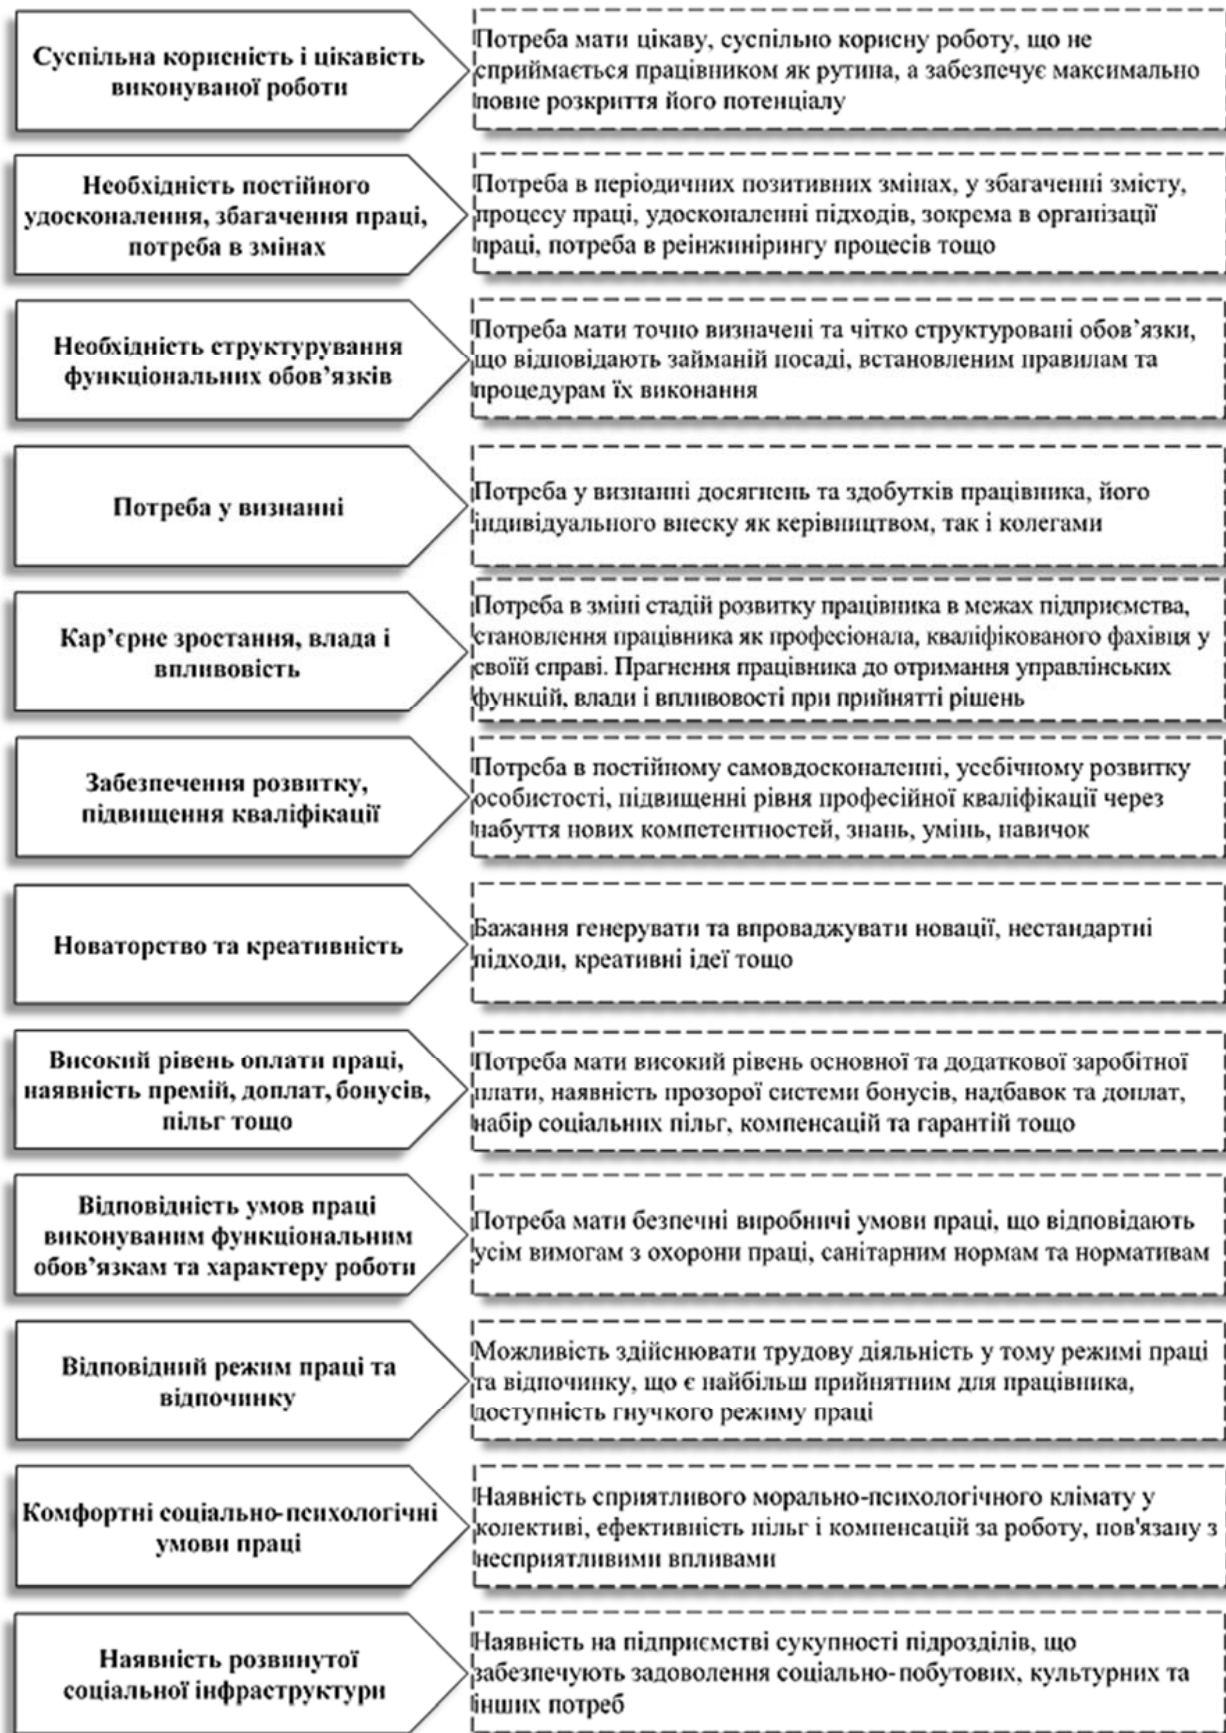 Суспільна корисність і цікавість
виконуваної роботи
Потреба мати цікаву, суспільно корисну роботу, що не
сприймається працівником як рутина, а забезпечує максимально
повне розкриття його потенціалу
Необхідність постійного
удосконалення, збагачення праці,
потреба в змінах
Потреба в періодичних позитивних змінах, у збагаченні змісту,
процесу праці, удосконаленні підходів, зокрема в організації
праці, потреба в реінжинірингу процесів тощо
Необхідність структурування
функціональних обов’язків
Потреба мати точно визначені та чітко структуровані обов’язки,
що відповідають займаній посаді, встановленим правилам та
процедурам їх виконання
Потреба у визнанні
Потреба у визнанні досягнень та здобутків працівника, його
індивідуального внеску як керівництвом, так і колегами
Кар’єрне зростання, влада і
впливовість
Потреба в зміні стадій розвитку працівника в межах підприємства,
становлення працівника як професіонала, кваліфікованого фахівця у
своїй справі. Прагнення працівника до отримання управлінських
функцій, влади і впливовості при прийнятті рішень
Забезпечення розвитку,
підвищення кваліфікації
Потреба в постійному самовдосконаленні, усебічному розвитку
особистості, підвищенні рівня професійної кваліфікації через
набуття нових компетентностей, знань, умінь, навичок
Новаторство та креативність
Бажання генерувати та впроваджувати новації, нестандартні
підходи, креативні ідеї тощо
Високий рівень оплати праці,
наявність премій, доплат, бонусів,
пільг тощо
Потреба мати високий рівень основної та додаткової заробітної
плати, наявність прозорої системи бонусів, надбавок та доплат,
набір соціальних пільг, компенсацій та гарантій тощо
Відповідність умов праці
виконуваним функціональним
обов’язкам та характеру роботи
Потреба мати безпечні виробничі умови праці, що відповідають
усім вимогам з охорони праці, санітарним нормам та нормативам
Відповідний режим праці та
відпочинку
Можливість здійснювати трудову діяльність у тому режимі праці
та відпочинку, що є найбільш прийнятним для працівника,
доступність гнучкого режиму праці
Комфортні соціально-психологічні
умови праці
Наявність сприятливого морально-психологічного клімату у
колективі, ефективність пільг і компенсацій за роботу, пов'язану з
несприятливими впливами
Наявність розвинутої
соціальної інфраструктури
Наявність на підприємстві сукупності підрозділів, що
забезпечують задоволення соціально-побутових, культурних та
інших потреб